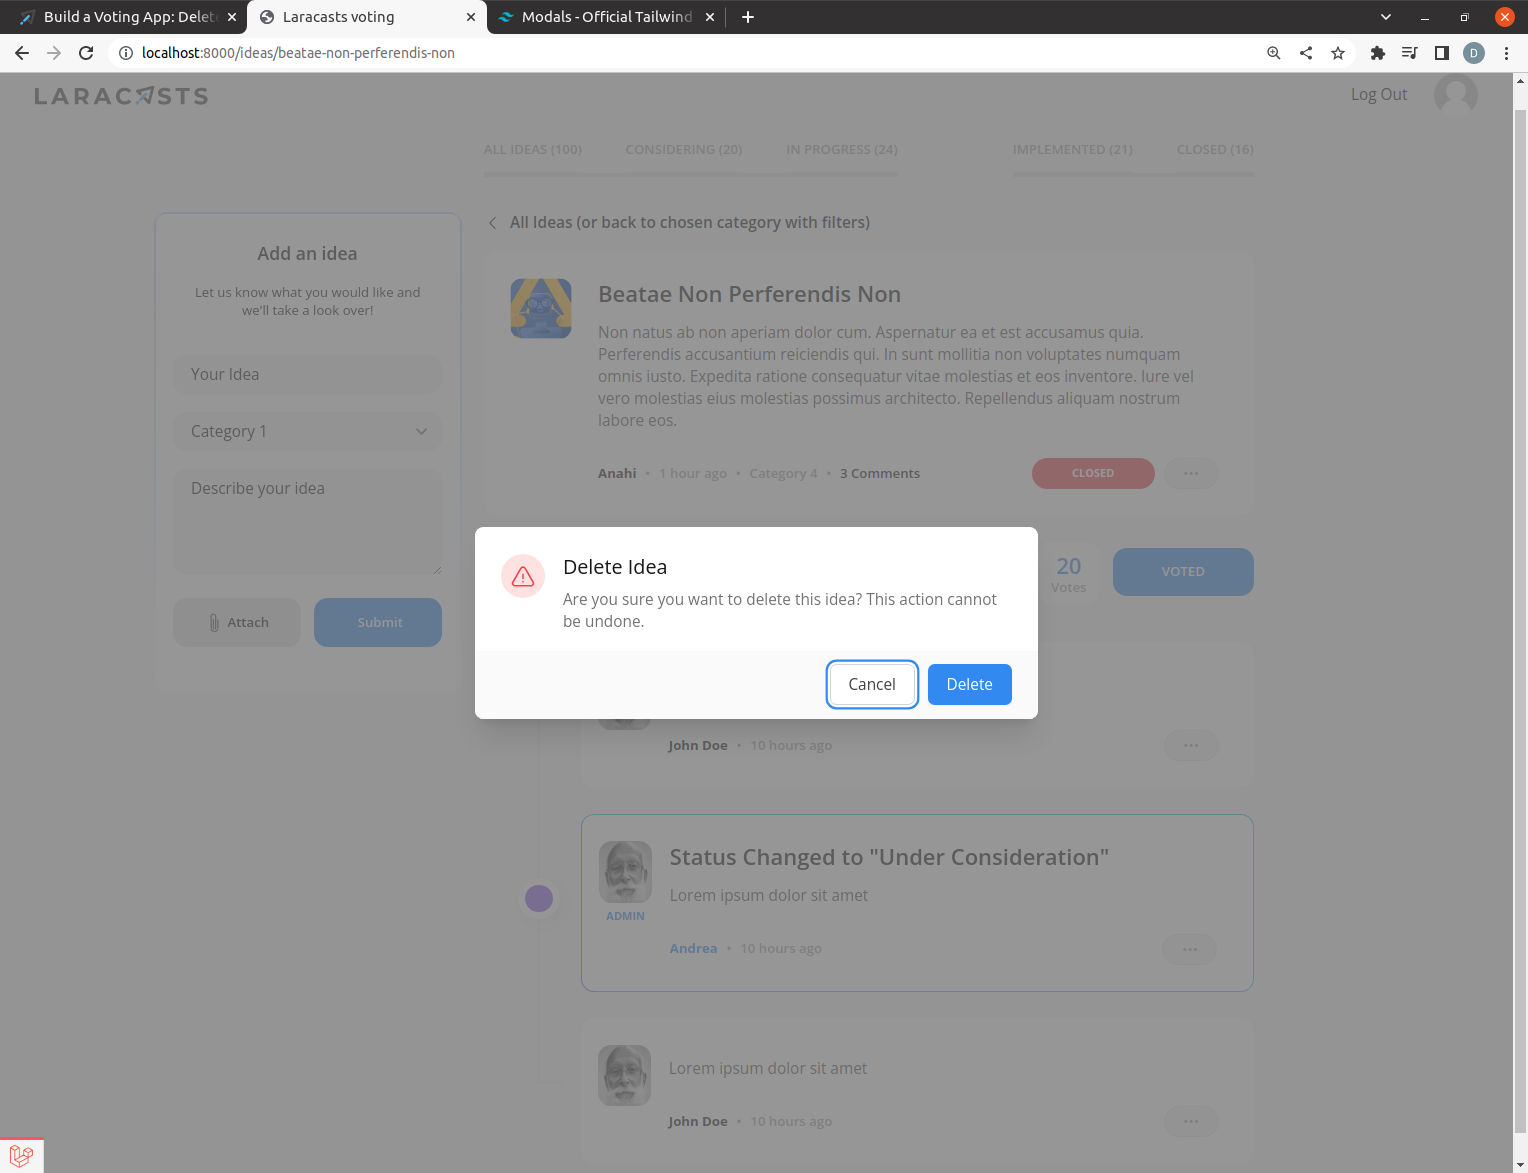 Build a Voting App: Delet
Laracasts voting
Modals - Official Tailwind
localhost:8000/ideas/beatae-non-perferendis-non
D
LARACASTS
Log Out
ALL IDEAS (100)
CONSIDERING (20)
IN PROGRESS (24)
IMPLEMENTED (21)
CLOSED (16)
All Ideas (or back to chosen category with filters)
Add an idea
Let us know what you would like and
we'll take a look over!
Your Idea
Category 1
Describe your idea
Attach
Submit
Beatae Non Perferendis Non
Non natus ab non aperiam dolor cum. Aspernatur ea et est accusamus quia.
Perferendis accusantium reiciendis qui. In sunt mollitia non voluptates numquam
omnis iusto. Expedita ratione consequatur vitae molestias et eos inventore. Iure vel
vero molestias eius molestias possimus architecto. Repellendus aliquam nostrum
labore eos.
Anahi • 1 hour ago • Category 4 • 3 Comments
CLOSED
20
Votes
VOTED
Delete Idea
Are you sure you want to delete this idea? This action cannot
be undone.
Cancel
Delete
John Doe • 10 hours ago
Status Changed to "Under Consideration"
Lorem ipsum dolor sit amet
ADMIN
Andrea • 10 hours ago
Lorem ipsum dolor sit amet
John Doe • 10 hours ago